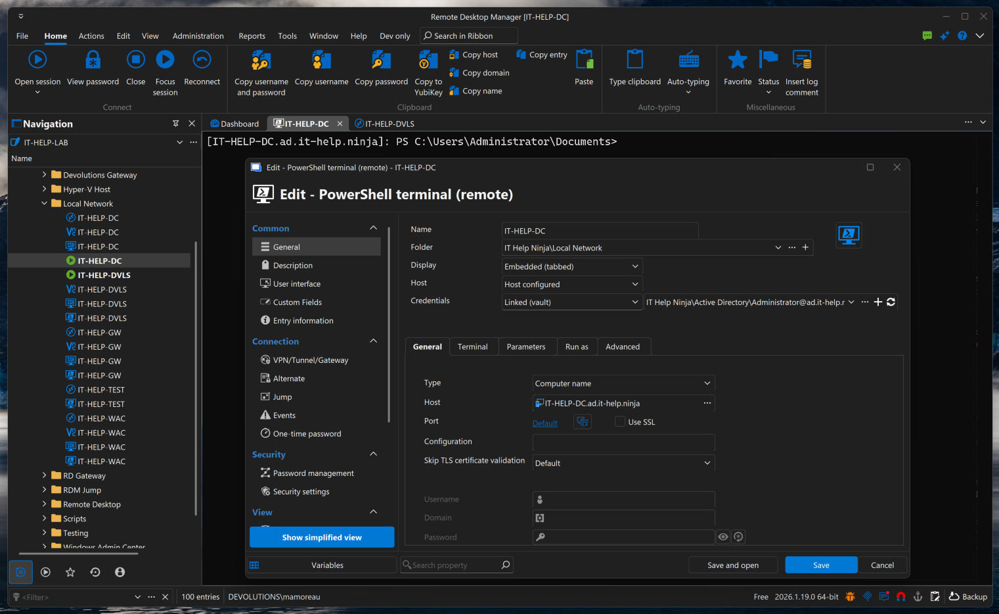 Remote Desktop Manager [IT-HELP-DC]
File Home Actions Edit View Administration Reports Tools Window Help Dev only Search in Ribbon
Open session View password Close Focus session Reconnect
Connect
Copy username and password Copy username Copy password Copy to YubiKey Copy host Copy domain Copy name Copy entry Paste
Clipboard
Type clipboard Auto-typing
Auto-typing
Favorite Status Insert log comment
Miscellaneous
Navigation
IT-HELP-LAB
Name
Devolutions Gateway
Hyper-V Host
Local Network
IT-HELP-DC
IT-HELP-DC
IT-HELP-DC
IT-HELP-DC
IT-HELP-DVLS
IT-HELP-DVLS
IT-HELP-DVLS
IT-HELP-DVLS
IT-HELP-GW
IT-HELP-GW
IT-HELP-GW
IT-HELP-GW
IT-HELP-TEST
IT-HELP-TEST
IT-HELP-WAC
IT-HELP-WAC
IT-HELP-WAC
IT-HELP-WAC
RD Gateway
RDM Jump
Remote Desktop
Scripts
Testing
Windows Admin Center
<Filter>
Dashboard IT-HELP-DC IT-HELP-DVLS
[IT-HELP-DC.ad.it-help.ninja]: PS C:\Users\Administrator\Documents>
Edit - PowerShell terminal (remote) - IT-HELP-DC
Edit - PowerShell terminal (remote)
Common
General
Description
User interface
Custom Fields
Entry information
Connection
VPN/Tunnel/Gateway
Alternate
Jump
Events
One-time password
Security
Password management
Security settings
View
Show simplified view
Name IT-HELP-DC
Folder IT Help Ninja\Local Network
Display Embedded (tabbed)
Host Host configured
Credentials Linked (vault) IT Help Ninja\Active Directory\Administrator@ad.it-help.r
General Terminal Parameters Run as Advanced
Type Computer name
Host IT-HELP-DC.ad.it-help.ninja
Port Default Use SSL
Configuration
Skip TLS certificate validation Default
Username
Domain
Password
Variables Search property Save and open Save Cancel
100 entries DEVOLUTIONS\mamoreau Free 2026.1.19.0 64-bit Backup